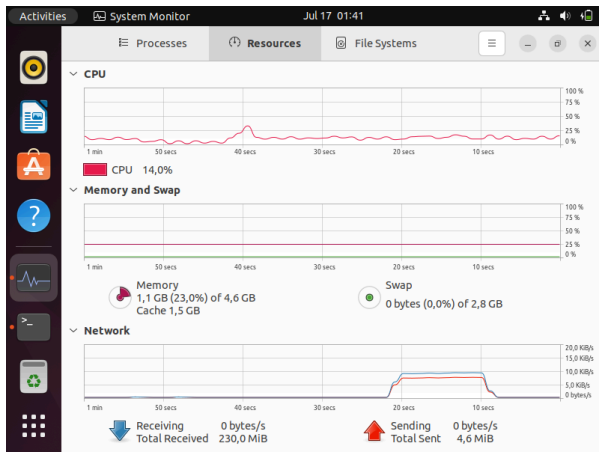 Activities System Monitor Jul 17 01:41
Processes Resources File Systems
CPU
100 %
75 %
50 %
25 %
0 %
1 min 50 secs 40 secs 30 secs 20 secs 10 secs
CPU 14,0%
Memory and Swap
100 %
75 %
50 %
25 %
0 %
1 min 50 secs 40 secs 30 secs 20 secs 10 secs
Memory
1,1 GB (23,0%) of 4,6 GB
Cache 1,5 GB
Swap
0 bytes (0,0%) of 2,8 GB
Network
20,0 KiB/s
15,0 KiB/s
10,0 KiB/s
5,0 KiB/s
0 bytes/s
1 min 50 secs 40 secs 30 secs 20 secs 10 secs
Receiving 0 bytes/s
Total Received 230,0 MiB
Sending 0 bytes/s
Total Sent 4,6 MiB